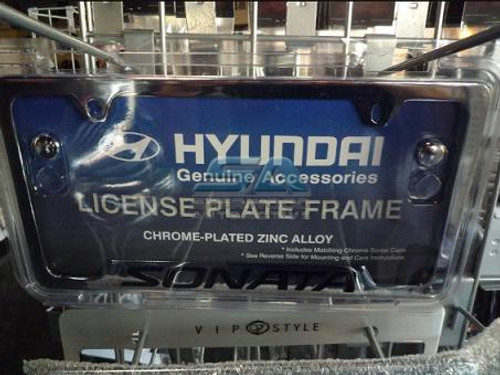 HYUNDAI
Genuine Accessories
LICENSE PLATE FRAME
CHROME-PLATED ZINC ALLOY
* Includes Matching Chrome Screw Caps
* See Reverse Side for Mounting and Care Instructions
SONATA
VIP STYLE